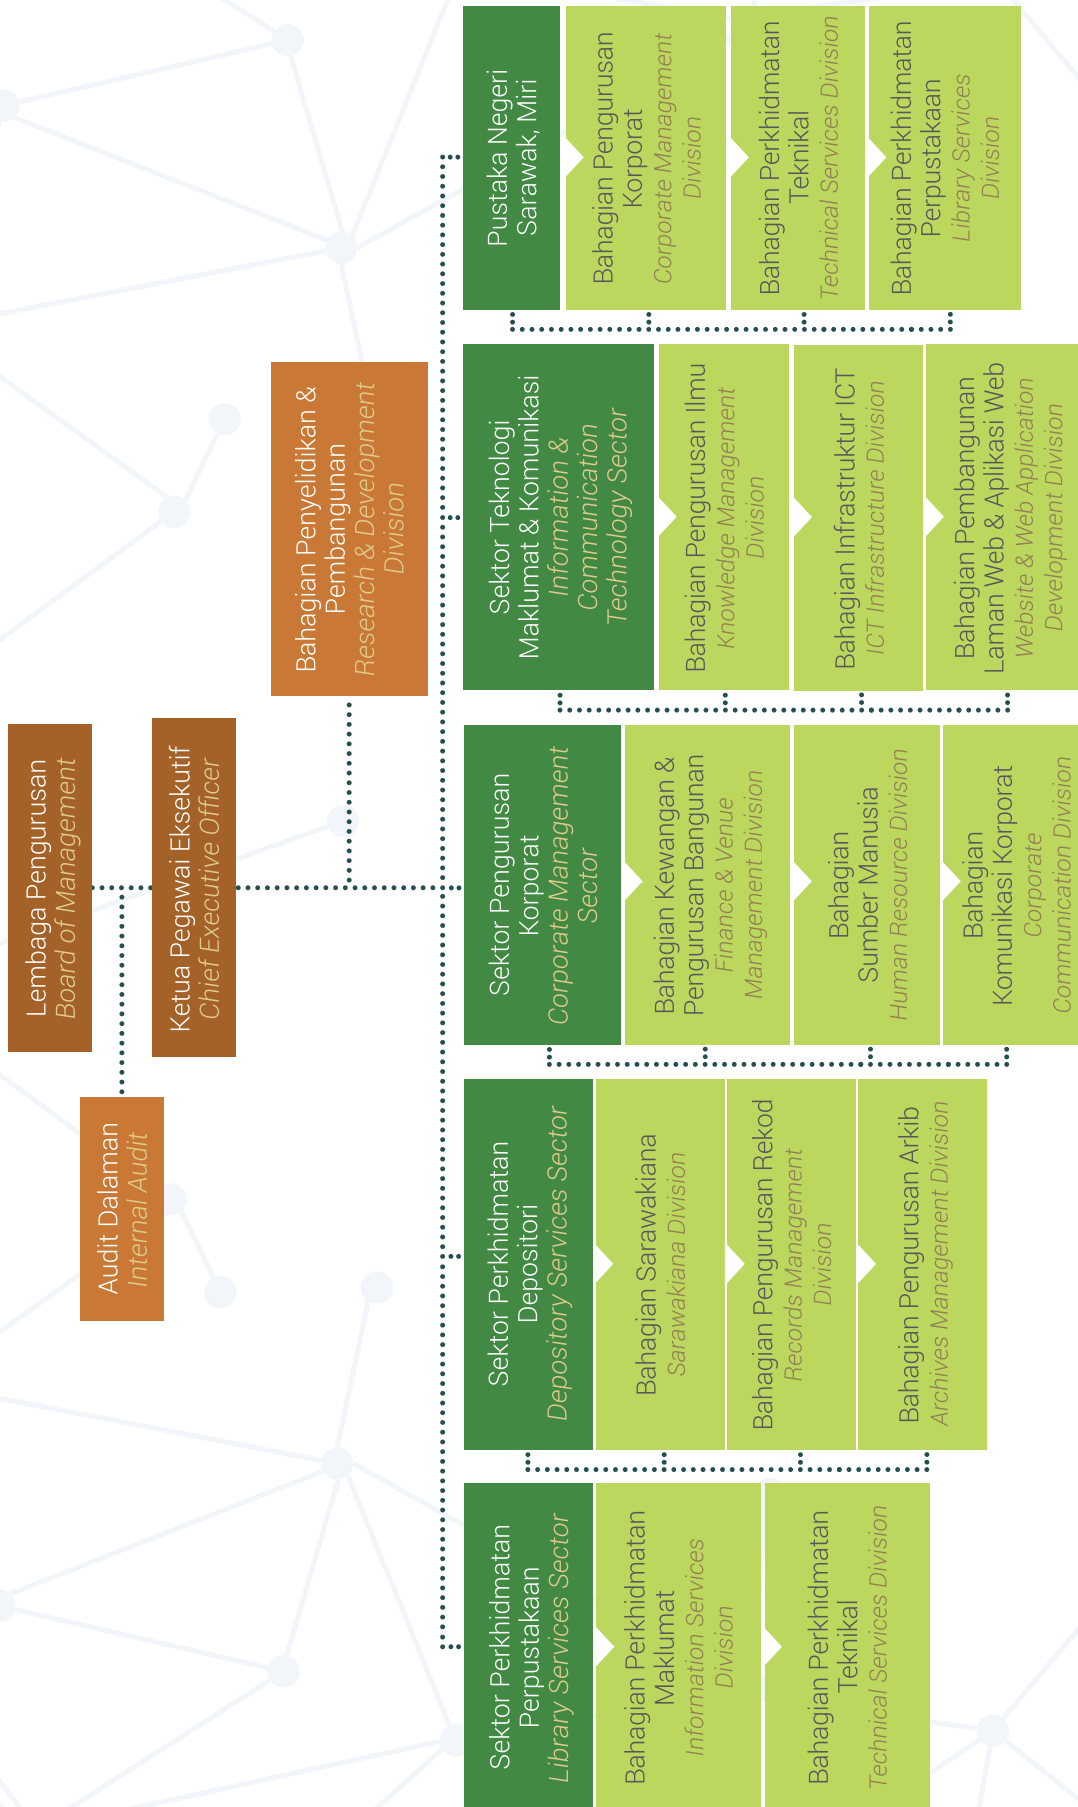 Lembaga Pengurusan
Board of Management
Audit Dalaman
Internal Audit
Ketua Pegawai Eksekutif
Chief Executive Officer
Bahagian Penyelidikan &
Pembangunan
Research & Development
Division
Sektor Perkhidmatan
Perpustakaan
Library Services Sector
Bahagian Perkhidmatan
Maklumat
Information Services
Division
Bahagian Perkhidmatan
Teknikal
Technical Services Division
Sektor Perkhidmatan
Depositori
Depository Services Sector
Bahagian Sarawakiana
Sarawakiana Division
Bahagian Pengurusan Rekod
Records Management
Division
Bahagian Pengurusan Arkib
Archives Management Division
Sektor Pengurusan
Korporat
Corporate Management
Sector
Bahagian Kewangan &
Pengurusan Bangunan
Finance & Venue
Management Division
Bahagian
Sumber Manusia
Human Resource Division
Bahagian
Komunikasi Korporat
Corporate
Communication Division
Sektor Teknologi
Maklumat & Komunikasi
Information &
Communication
Technology Sector
Bahagian Pengurusan Ilmu
Knowledge Management
Division
Bahagian Infrastruktur ICT
ICT Infrastructure Division
Bahagian Pembangunan
Laman Web & Aplikasi Web
Website & Web Application
Development Division
Pustaka Negeri
Sarawak, Miri
Bahagian Pengurusan
Korporat
Corporate Management
Division
Bahagian Perkhidmatan
Teknikal
Technical Services Division
Bahagian Perkhidmatan
Perpustakaan
Library Services
Division